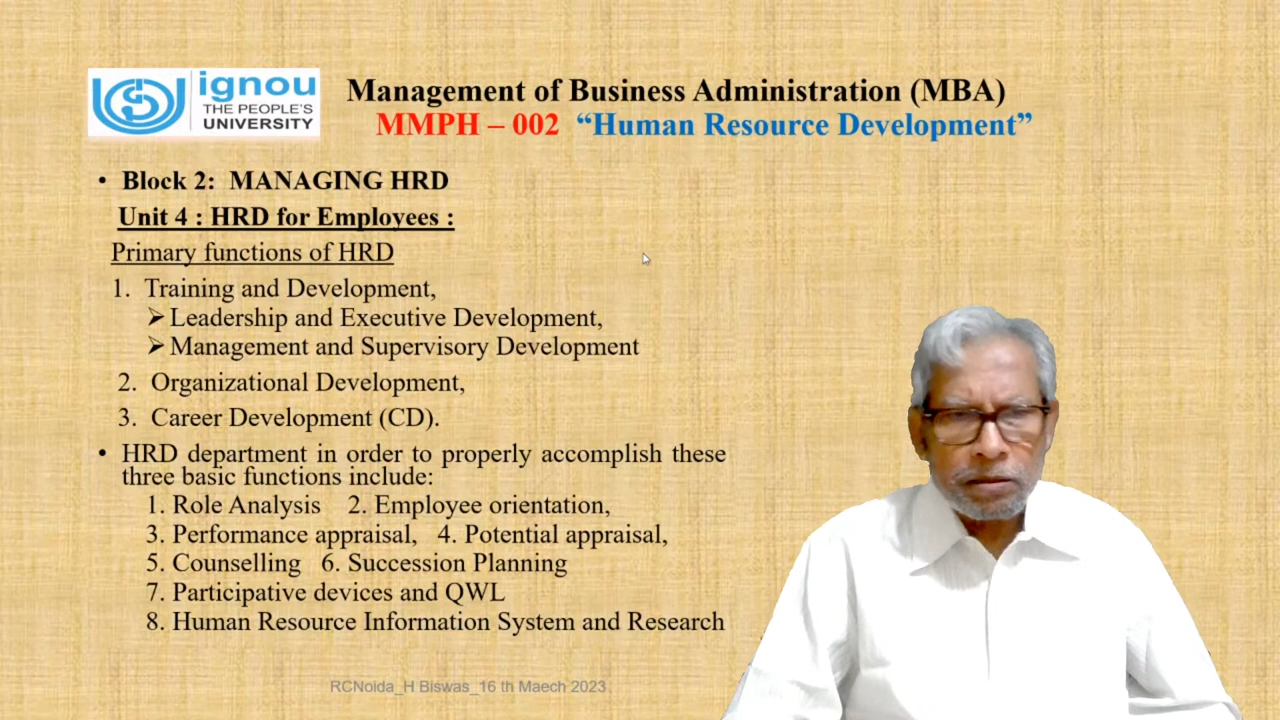 ignou
THE PEOPLE'S
UNIVERSITY
Management of Business Administration (MBA)
MMPH – 002 “Human Resource Development”
• Block 2: MANAGING HRD
Unit 4 : HRD for Employees :
Primary functions of HRD
1. Training and Development,
➢ Leadership and Executive Development,
➢ Management and Supervisory Development
2. Organizational Development,
3. Career Development (CD).
• HRD department in order to properly accomplish these
three basic functions include:
1. Role Analysis 2. Employee orientation,
3. Performance appraisal, 4. Potential appraisal,
5. Counselling 6. Succession Planning
7. Participative devices and QWL
8. Human Resource Information System and Research
RCNoida_H Biswas_16 th Maech 2023